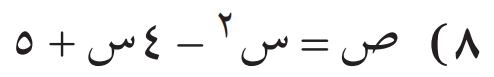 ٨) ص = س٢ − ٤س + ٥